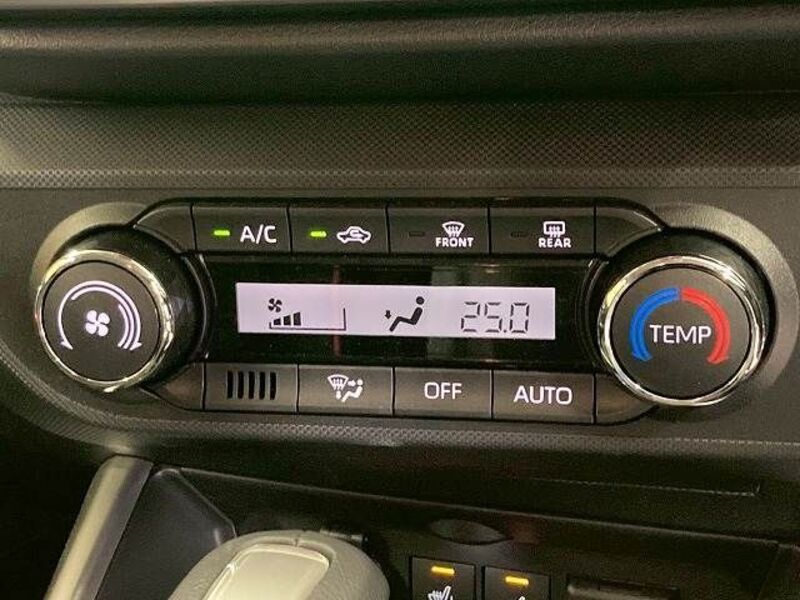 A/C
FRONT
REAR
25.0
TEMP
OFF
AUTO